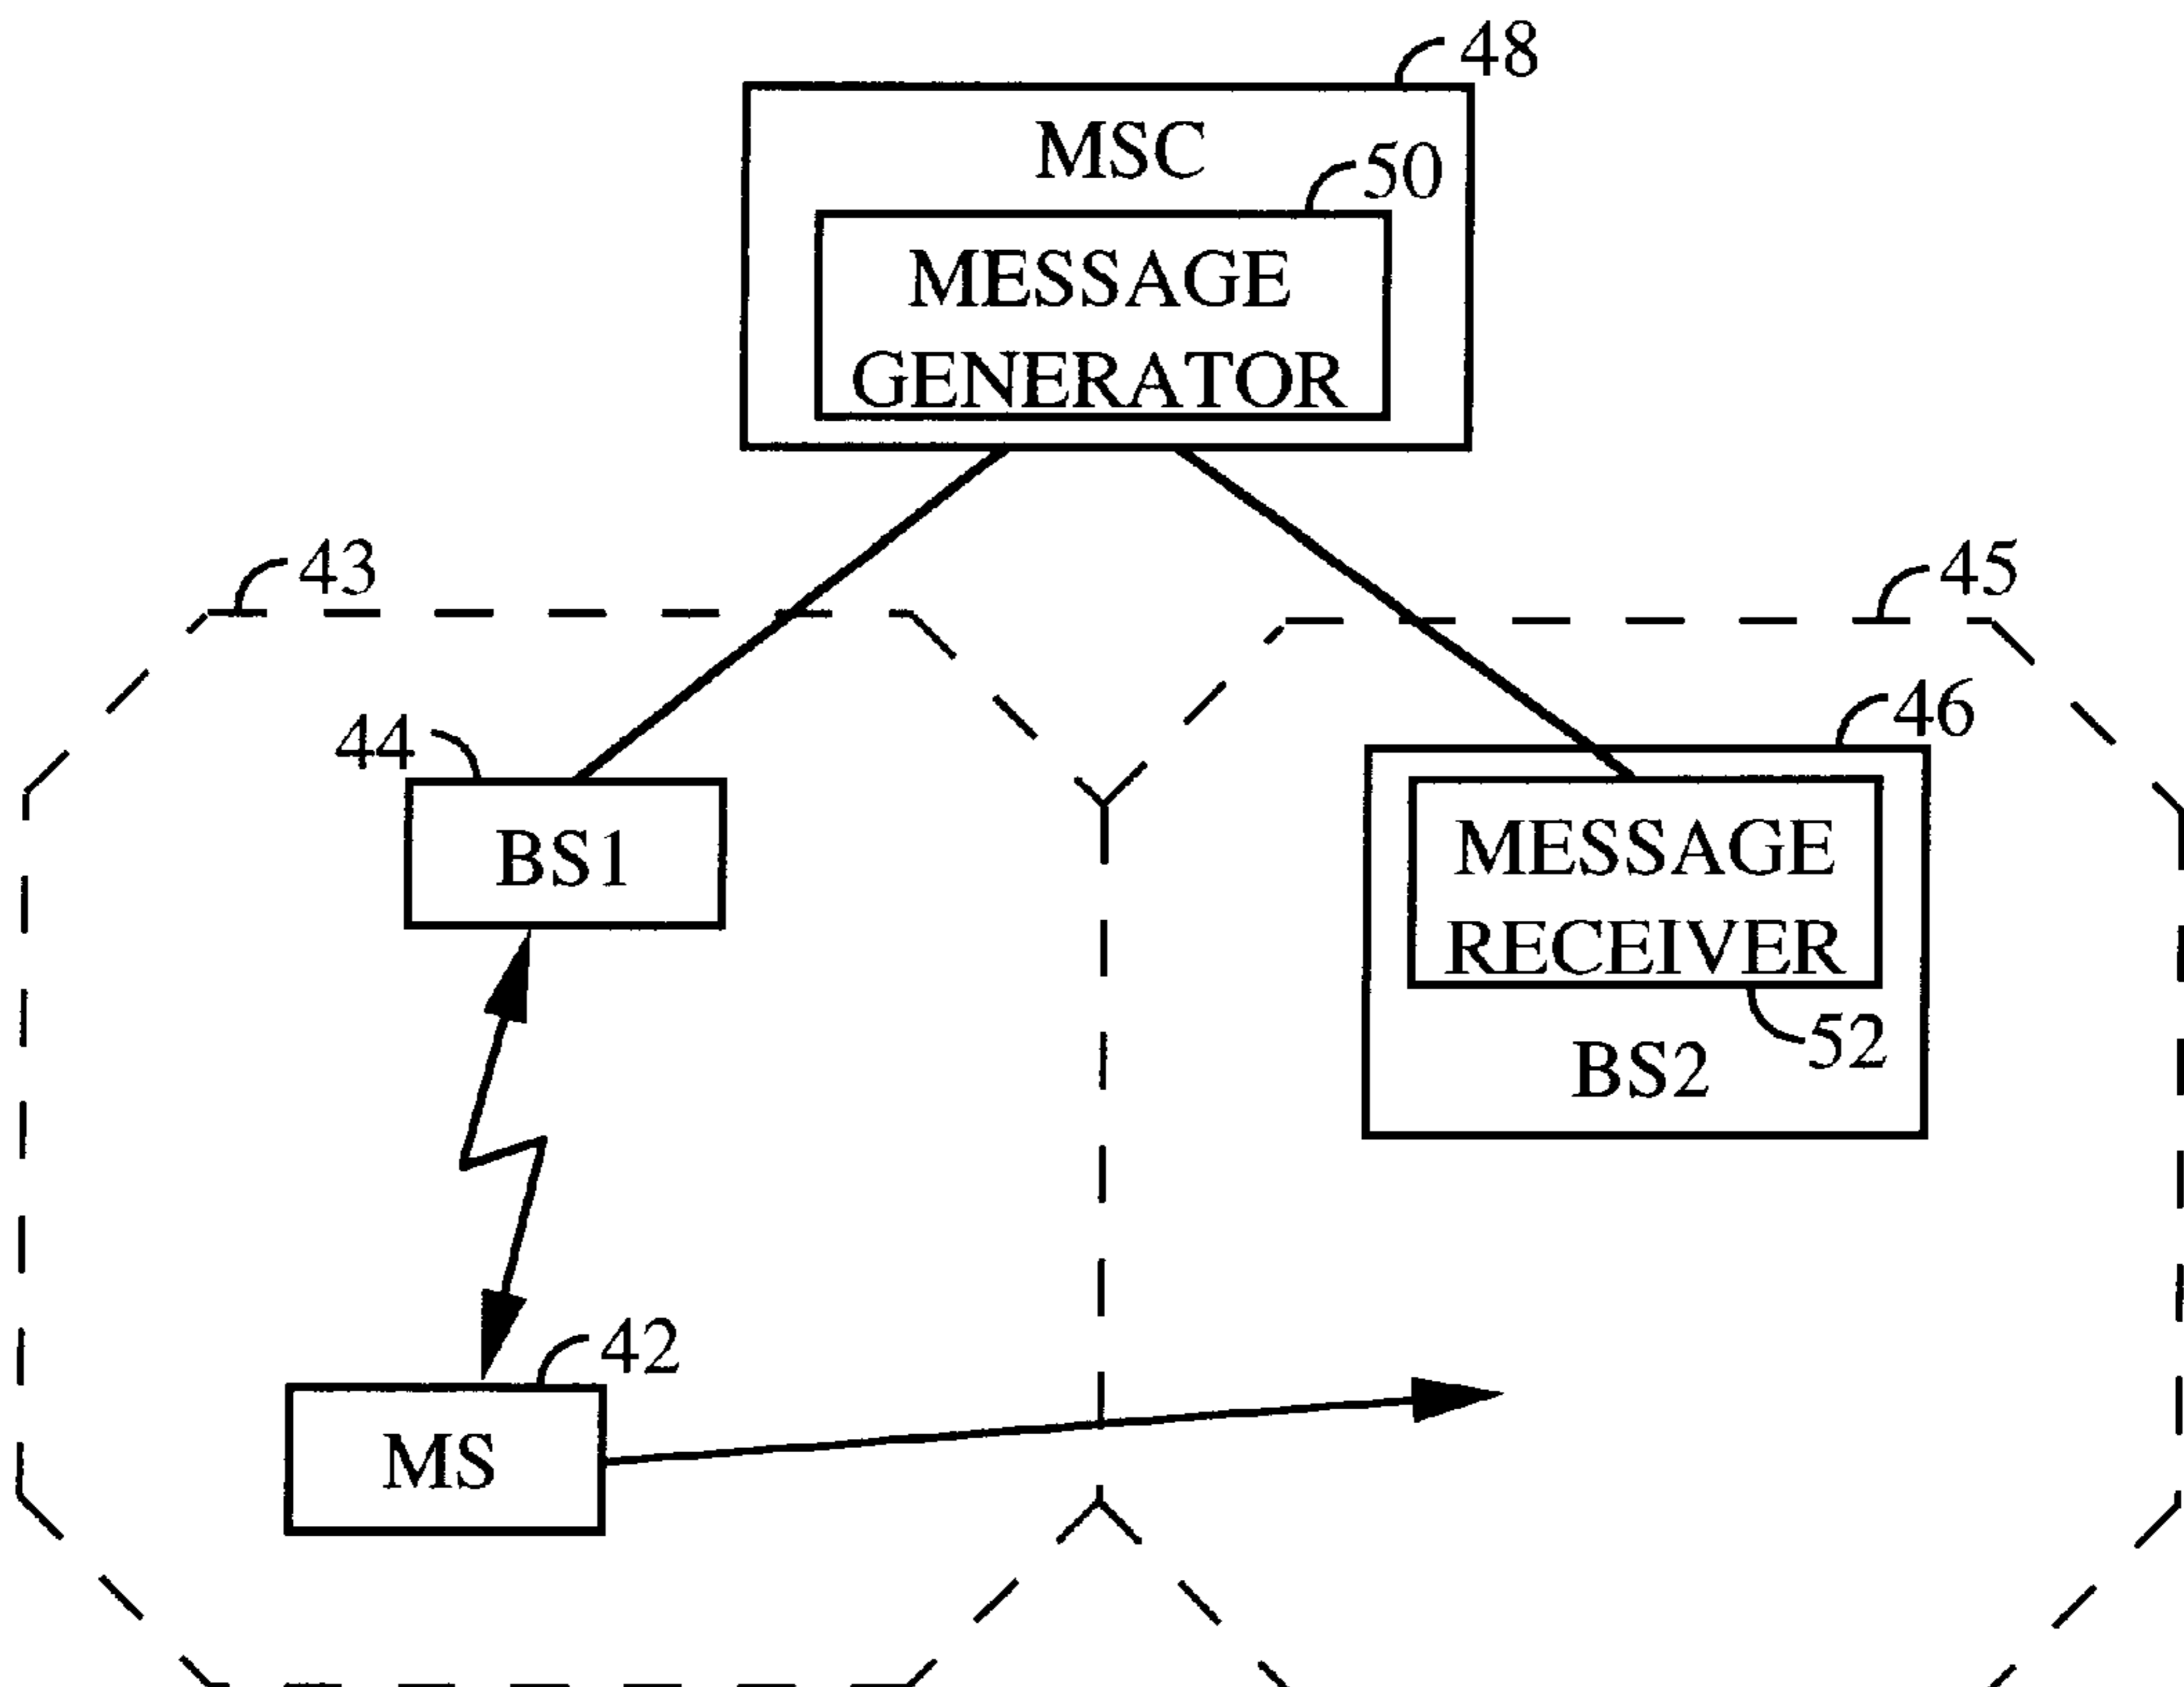 48
MSC
50
MESSAGE
GENERATOR
43
45
44
46
BS1
MESSAGE
RECEIVER
52
BS2
42
MS